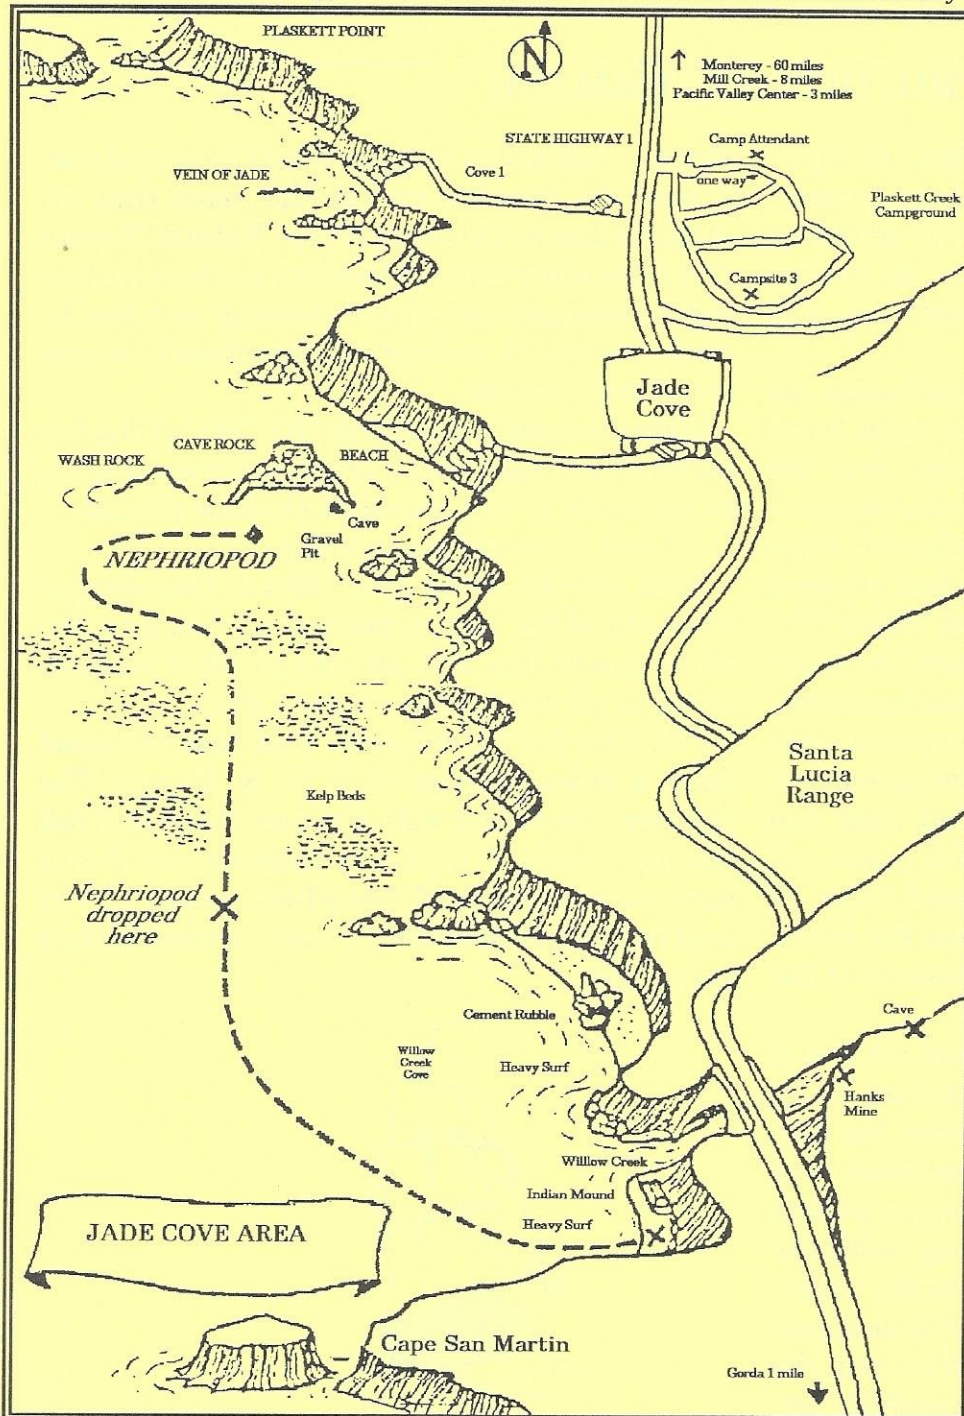 PLASKETT POINT
N
Monterey - 60 miles
Mill Creek - 8 miles
Pacific Valley Center - 3 miles
STATE HIGHWAY 1
Camp Attendant
VEIN OF JADE
Cove 1
one way
Plaskett Creek
Campground
Campsite 3
Jade
Cove
CAVE ROCK
BEACH
WASH ROCK
Cave
Gravel
Pit
NEPHRIOPOD
Santa
Lucia
Range
Kelp Beds
Nephriopod
dropped
here
Cement Rubble
Cave
Willow
Creek
Cove
Heavy Surf
Hanks
Mine
Willlow Creek
Indian Mound
Heavy Surf
JADE COVE AREA
Cape San Martin
Gorda 1 mile